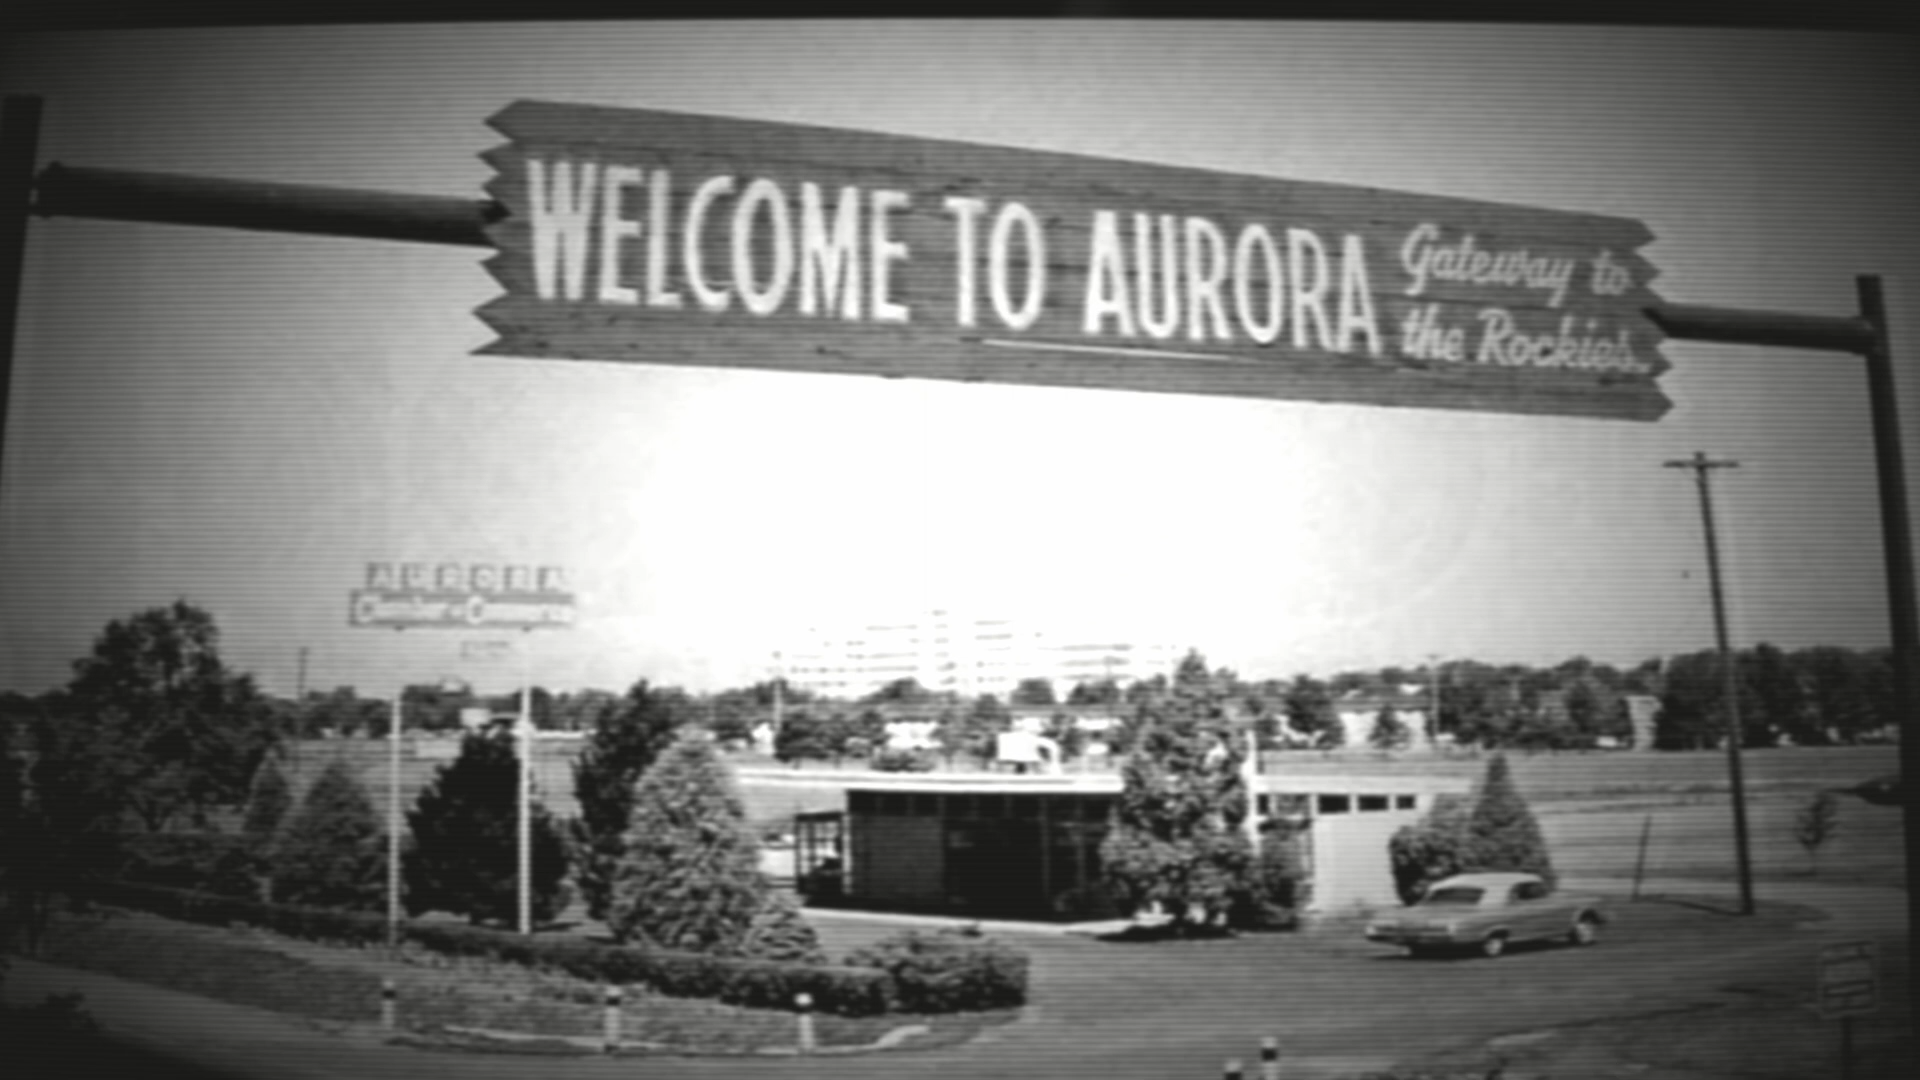 WELCOME TO AURORA
Gateway to
the Rockies.
AURORA
Chamber of Commerce